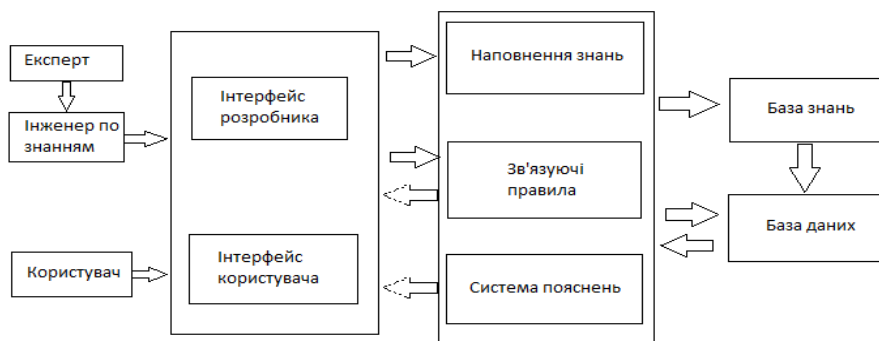 Експерт
Інженер по
знанням
Користувач
Інтерфейс
розробника
Інтерфейс
користувача
Наповнення знань
Зв'язуючі
правила
Система пояснень
База знань
База даних